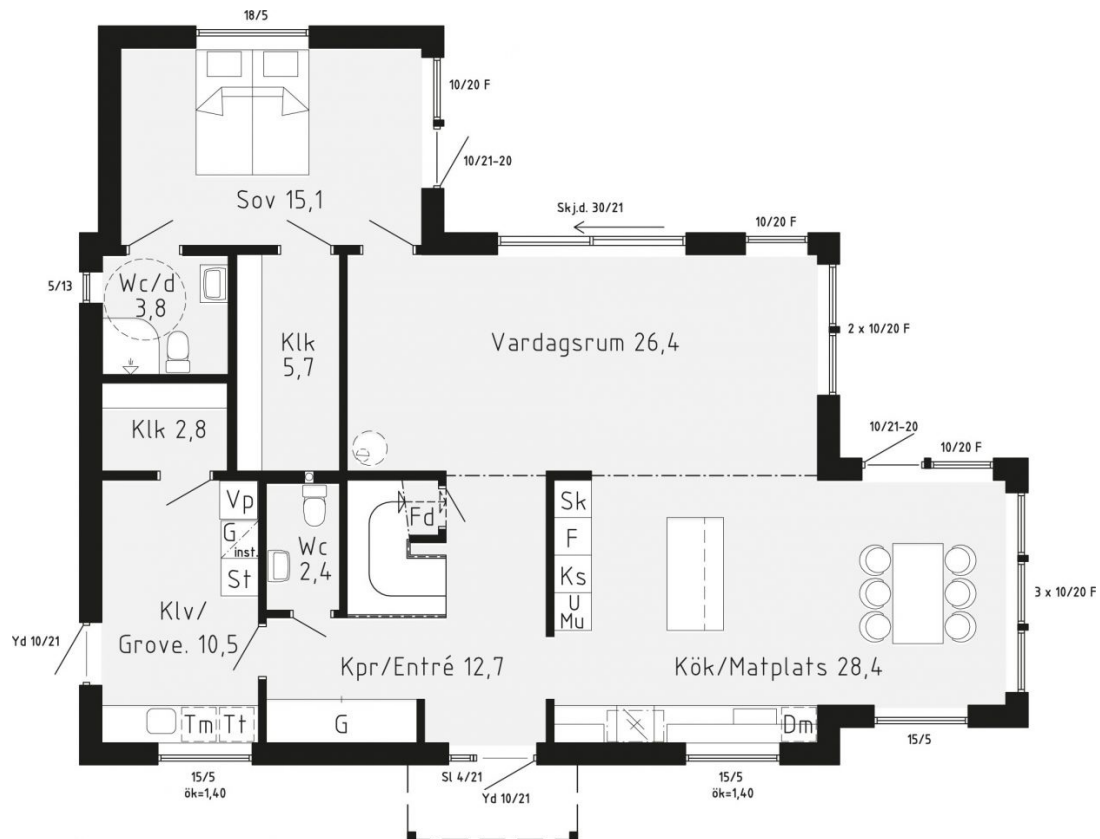 18/5
10/20 F
10/21-20
Sov 15,1
Skj.d. 30/21
10/20 F
5/13
Wc/d
3,8
Klk
5,7
Vardagsrum 26,4
2 x 10/20 F
Klk 2,8
10/21-20
10/20 F
Vp
G
inst.
St
Wc
2,4
Fd
Sk
F
Ks
U
Mu
3 x 10/20 F
Klv/
Grove. 10,5
Yd 10/21
Kpr/Entré 12,7
Kök/Matplats 28,4
Tm
Tt
G
Dm
15/5
15/5
ök=1,40
Sl 4/21
Yd 10/21
15/5
ök=1,40